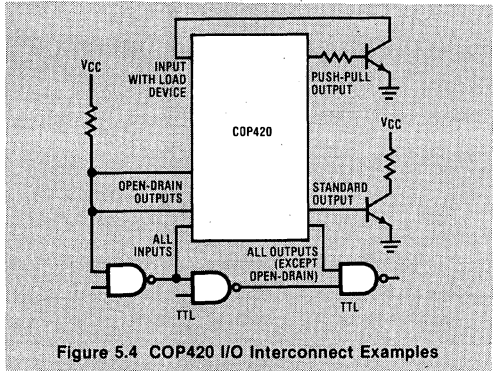 INPUT
WITH LOAD
DEVICE
VCC
PUSH-PULL
OUTPUT
COP420
VCC
OPEN-DRAIN
OUTPUTS
STANDARD
OUTPUT
ALL
INPUTS
ALL OUTPUTS
(EXCEPT
OPEN-DRAIN)
TTL
TTL
Figure 5.4 COP420 I/O Interconnect Examples